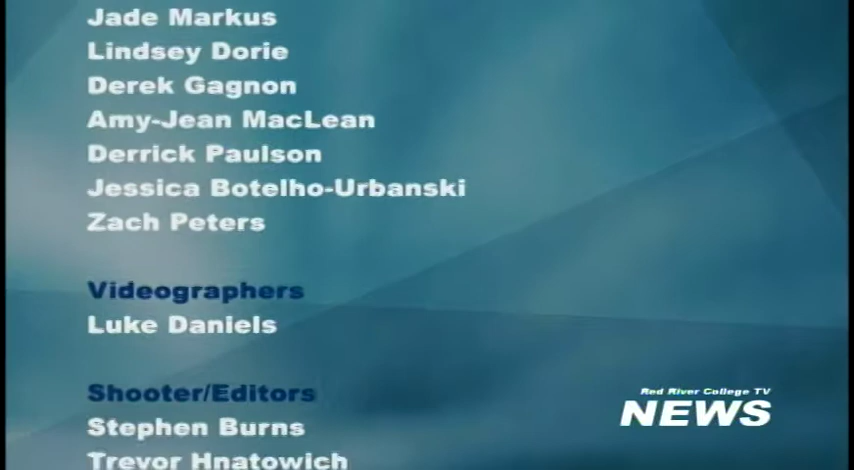 Jade Markus
Lindsey Dorie
Derek Gagnon
Amy-Jean MacLean
Derrick Paulson
Jessica Botelho-Urbanski
Zach Peters
Videographers
Luke Daniels
Shooter/Editors
Stephen Burns
Trevor Hnatowich
Red River College TV
NEWS